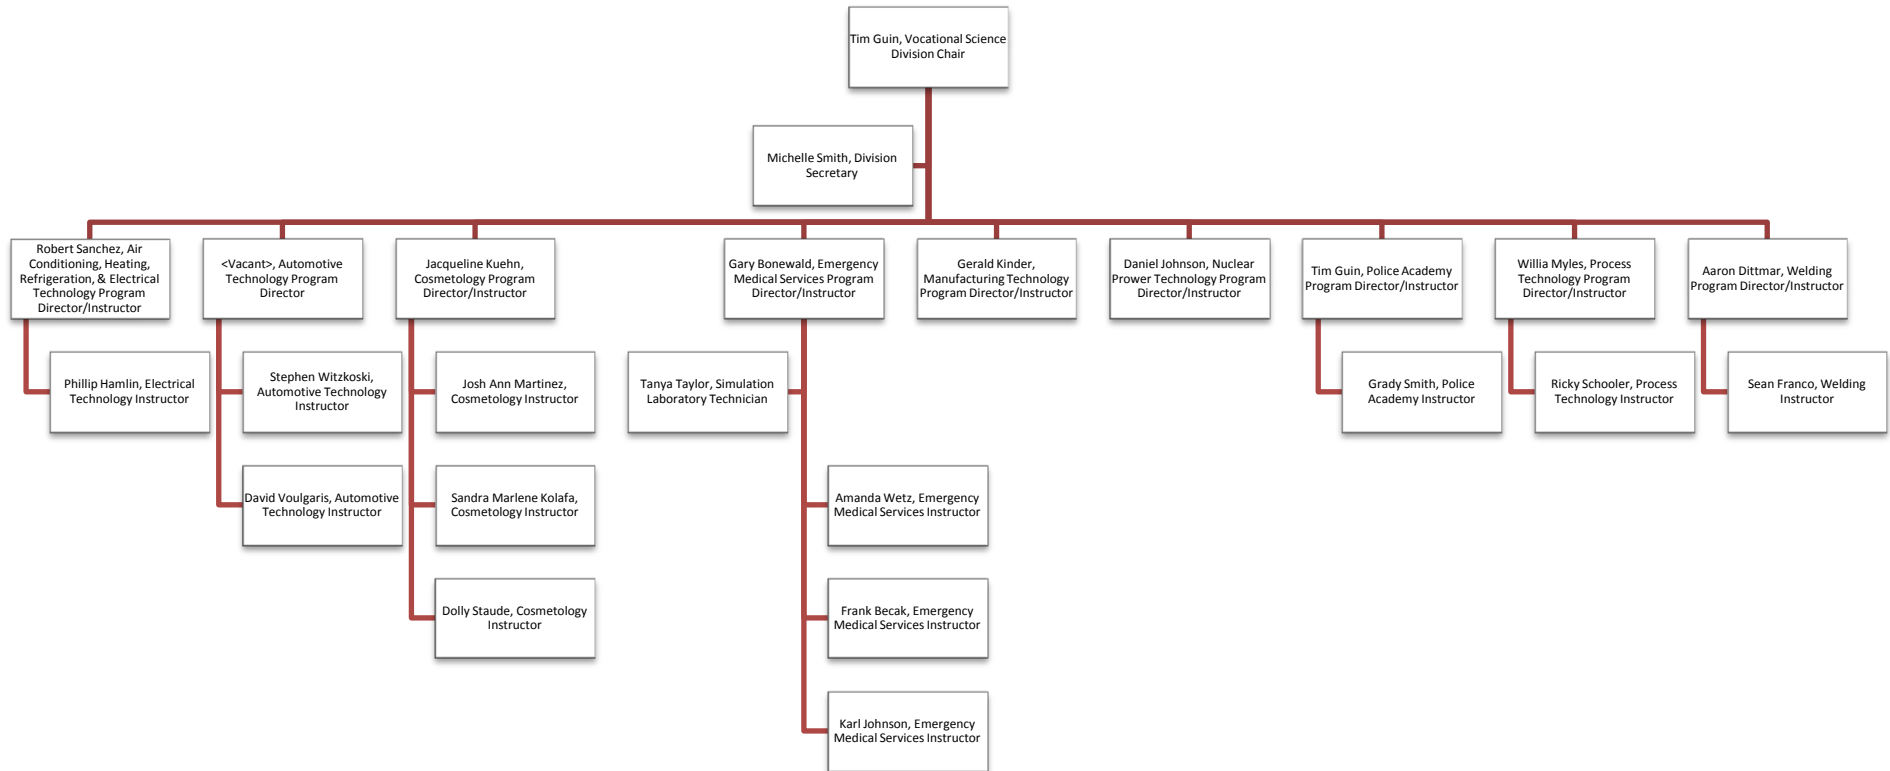 Tim Guin, Vocational Science
Division Chair
Michelle Smith, Division
Secretary
Robert Sanchez, Air
Conditioning, Heating,
Refrigeration, & Electrical
Technology Program
Director/Instructor
<Vacant>, Automotive
Technology Program
Director
Jacqueline Kuehn,
Cosmetology Program
Director/Instructor
Gary Bonewald, Emergency
Medical Services Program
Director/Instructor
Gerald Kinder,
Manufacturing Technology
Program Director/Instructor
Daniel Johnson, Nuclear
Prower Technology Program
Director/Instructor
Tim Guin, Police Academy
Program Director/Instructor
Willia Myles, Process
Technology Program
Director/Instructor
Aaron Dittmar, Welding
Program Director/Instructor
Phillip Hamlin, Electrical
Technology Instructor
Stephen Witzkoski,
Automotive Technology
Instructor
Josh Ann Martinez,
Cosmetology Instructor
Tanya Taylor, Simulation
Laboratory Technician
Grady Smith, Police
Academy Instructor
Ricky Schooler, Process
Technology Instructor
Sean Franco, Welding
Instructor
David Voulgaris, Automotive
Technology Instructor
Sandra Marlene Kolafa,
Cosmetology Instructor
Amanda Wetz, Emergency
Medical Services Instructor
Dolly Staude, Cosmetology
Instructor
Frank Becak, Emergency
Medical Services Instructor
Karl Johnson, Emergency
Medical Services Instructor